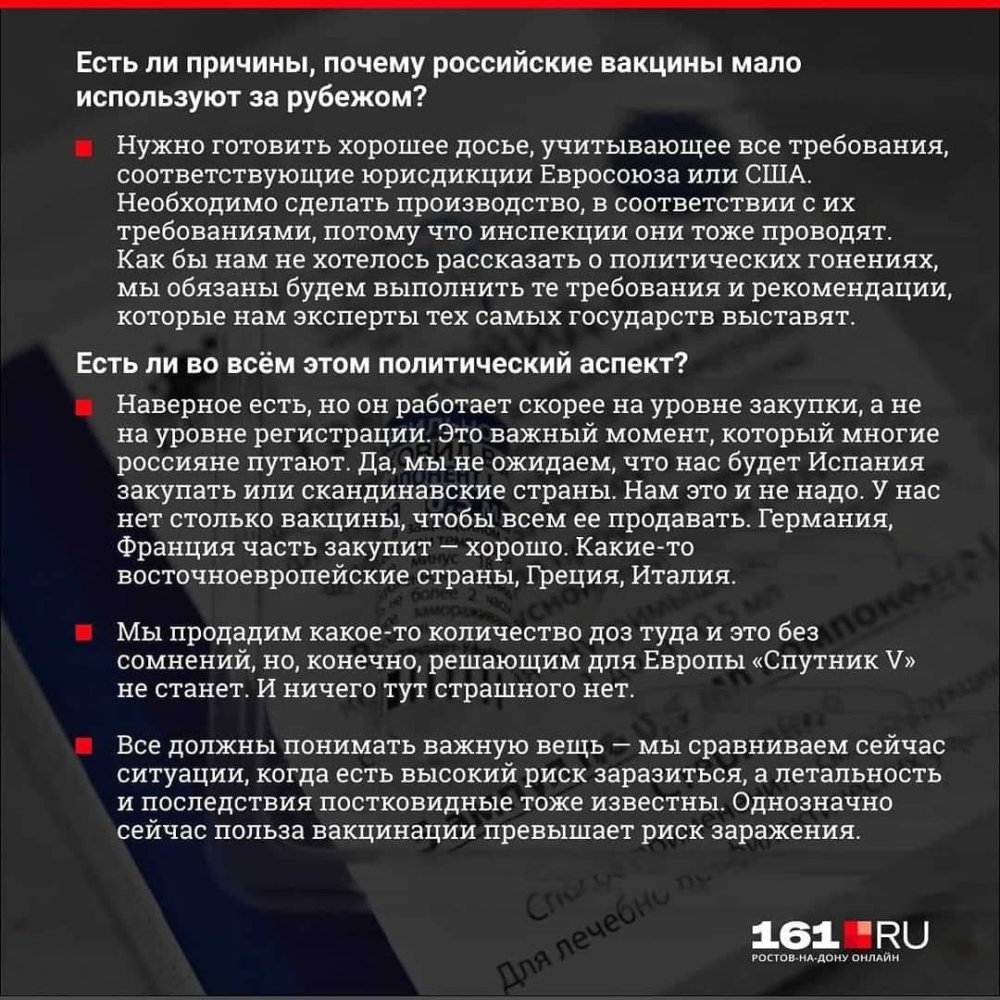 Есть ли причины, почему российские вакцины мало
используют за рубежом?
Нужно готовить хорошее досье, учитывающее все требования,
соответствующие юрисдикции Евросоюза или США.
Необходимо сделать производство, в соответствии с их
требованиями, потому что инспекции они тоже проводят.
Как бы нам не хотелось рассказать о политических гонениях,
мы обязаны будем выполнить те требования и рекомендации,
которые нам эксперты тех самых государств выставят.
Есть ли во всём этом политический аспект?
Наверное есть, но он работает скорее на уровне закупки, а не
на уровне регистрации. Это важный момент, который многие
россияне путают. Да, мы не ожидаем, что нас будет Испания
закупать или скандинавские страны. Нам это и не надо. У нас
нет столько вакцины, чтобы всем ее продавать. Германия,
Франция часть закупит — хорошо. Какие-то
восточноевропейские страны, Греция, Италия.
Мы продадим какое-то количество доз туда и это без
сомнений, но, конечно, решающим для Европы «Спутник V»
не станет. И ничего тут страшного нет.
Все должны понимать важную вещь — мы сравниваем сейчас
ситуации, когда есть высокий риск заразиться, а летальность
и последствия постковидные тоже известны. Однозначно
сейчас польза вакцинации превышает риск заражения.
Для лечебно
161 RU
РОСТОВ-НА-ДОНУ ОНЛАЙН